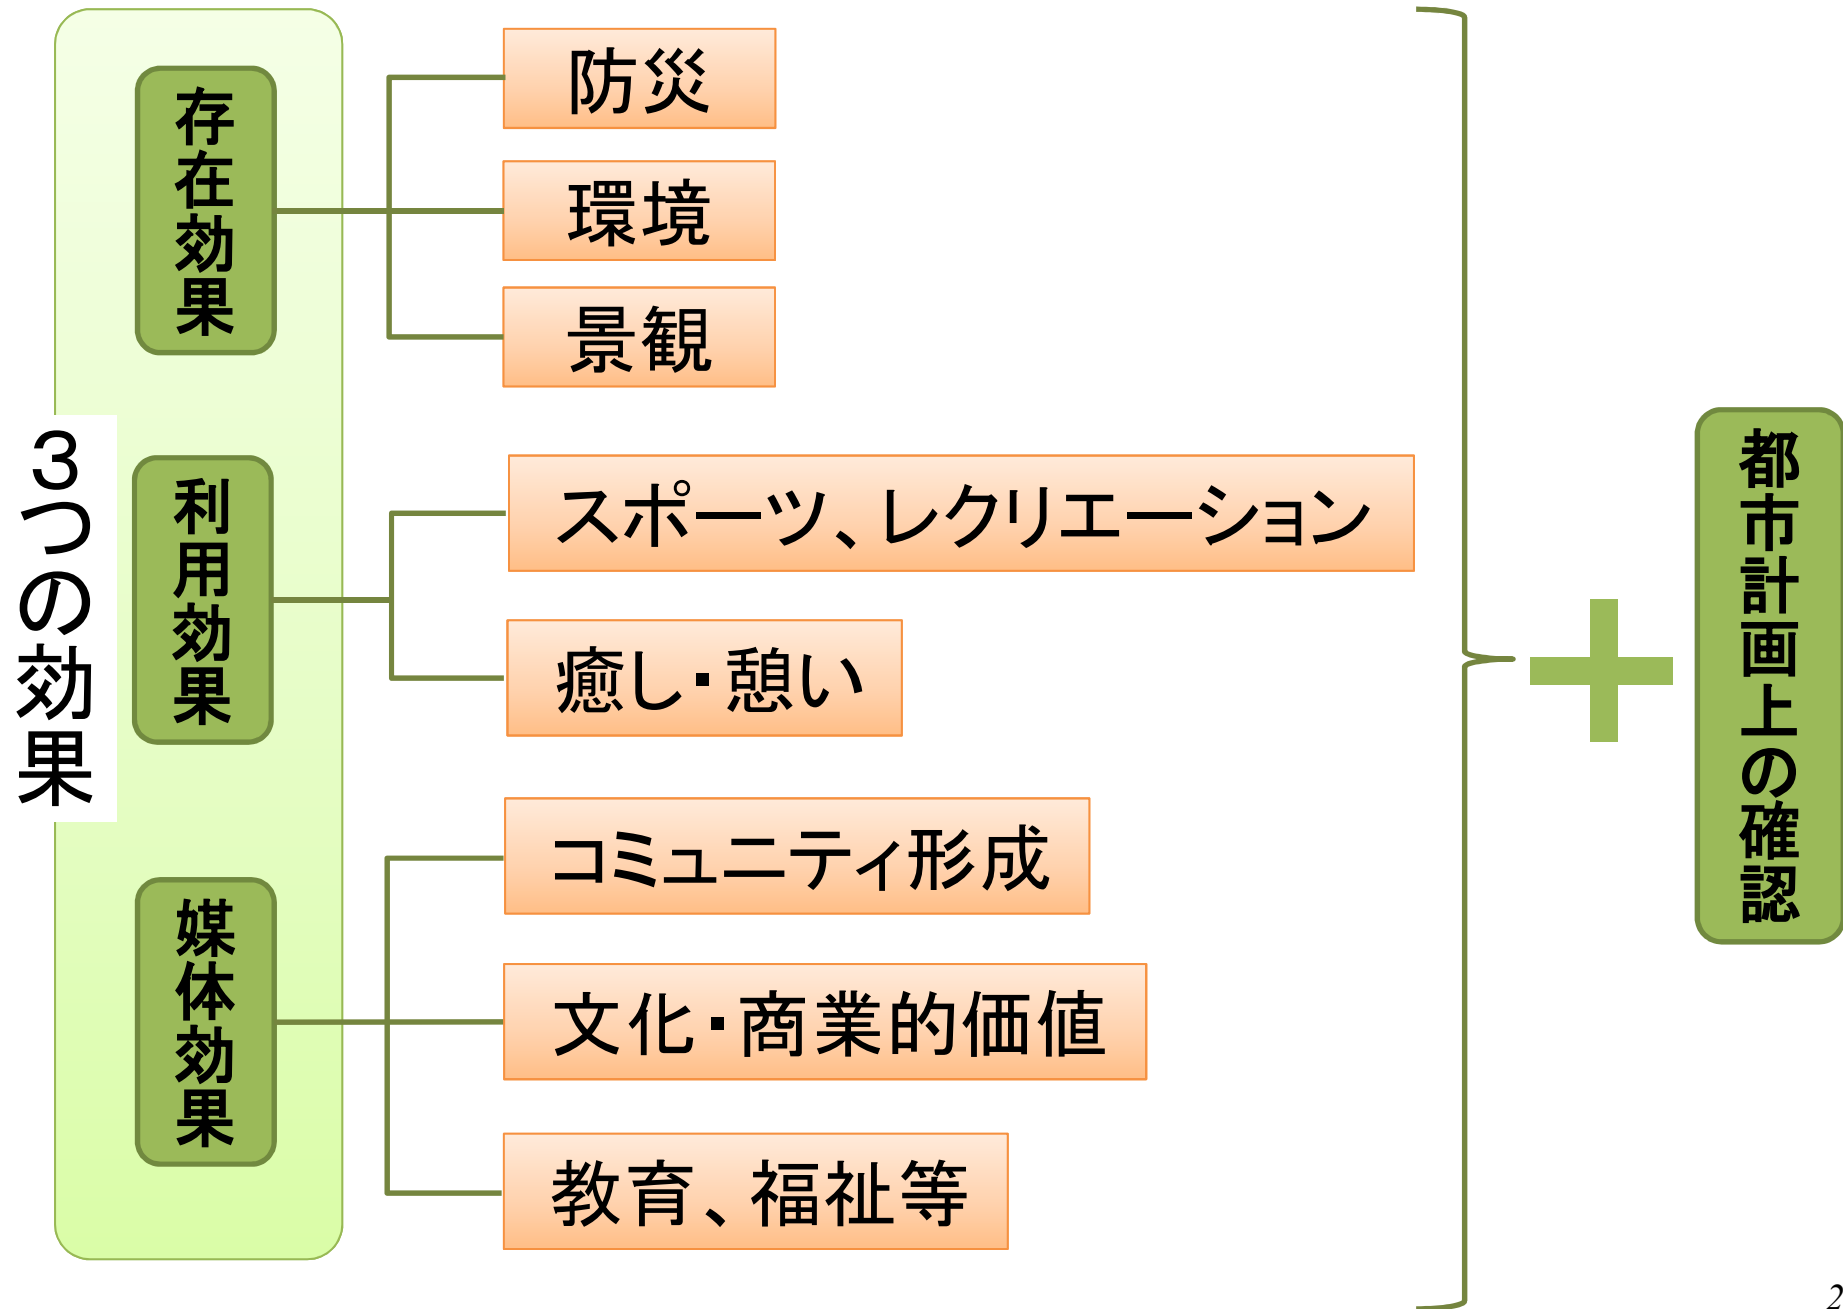 ３つの効果
存在効果
防災
環境
景観
利用効果
スポーツ、レクリエーション
癒し・憩い
媒体効果
コミュニティ形成
文化・商業的価値
教育、福祉等
都市計画上の確認
2